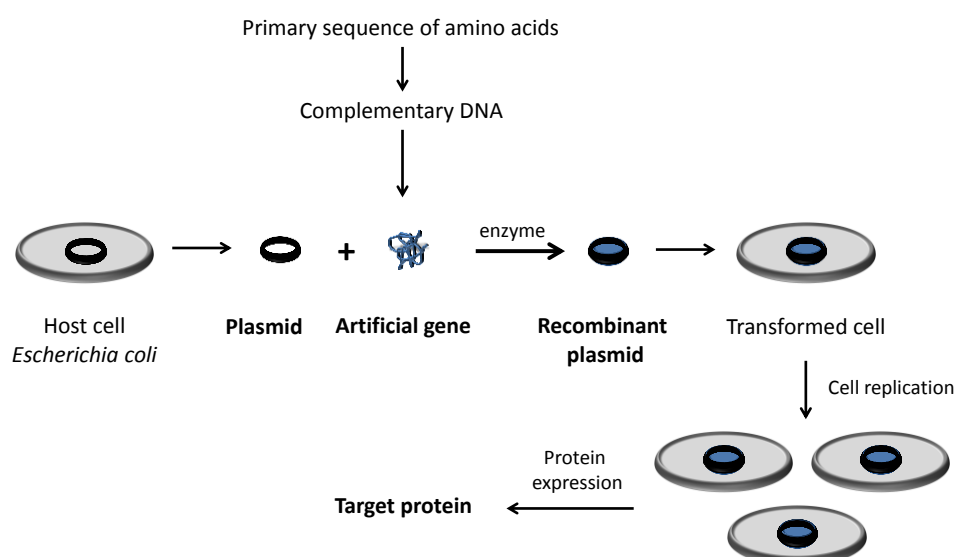 Primary sequence of amino acids
Complementary DNA
+
enzyme
Host cell
Escherichia coli
Plasmid
Artificial gene
Recombinant
plasmid
Transformed cell
Cell replication
Protein
expression
Target protein